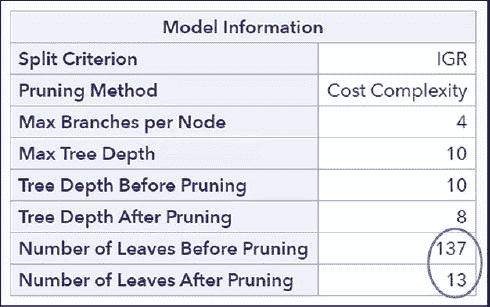 Model Information
Split Criterion IGR
Pruning Method Cost Complexity
Max Branches per Node 4
Max Tree Depth 10
Tree Depth Before Pruning 10
Tree Depth After Pruning 8
Number of Leaves Before Pruning 137
Number of Leaves After Pruning 13